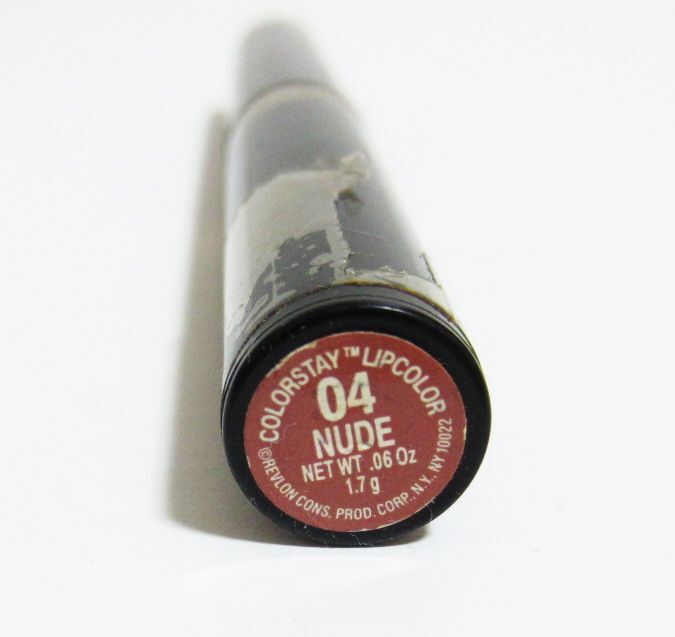 COLORSTAY™ LIPCOLOR
04
NUDE
NET WT .06 Oz
1.7 g
©REVLON CONS. PROD. CORP., N.Y., NY 10022